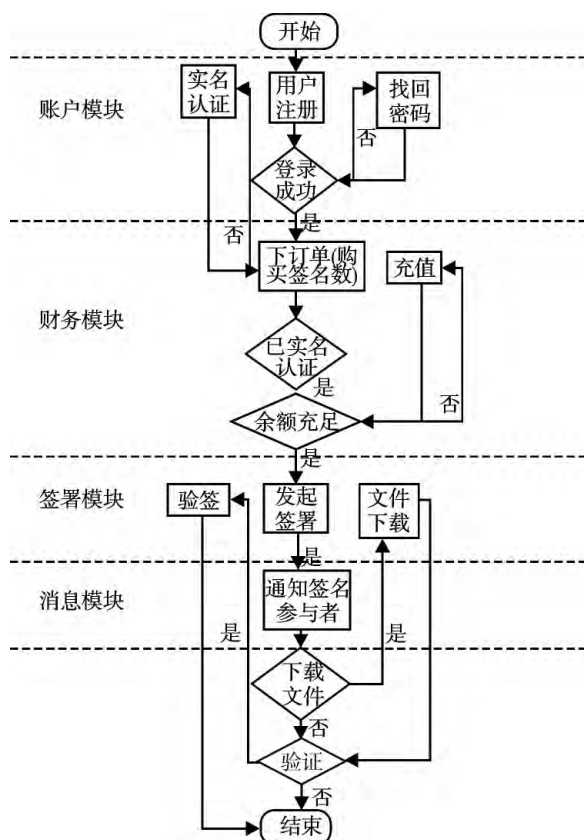 开始
账户模块
实名
认证
用户
注册
找回
密码
否
登录
成功
是
否
下订单(购
买签名数)
充值
财务模块
已实名
认证
是
余额充足
否
是
签署模块
验签
发起
签署
文件
下载
是
消息模块
通知签名
参与者
是
是
下载
文件
否
验证
否
结束